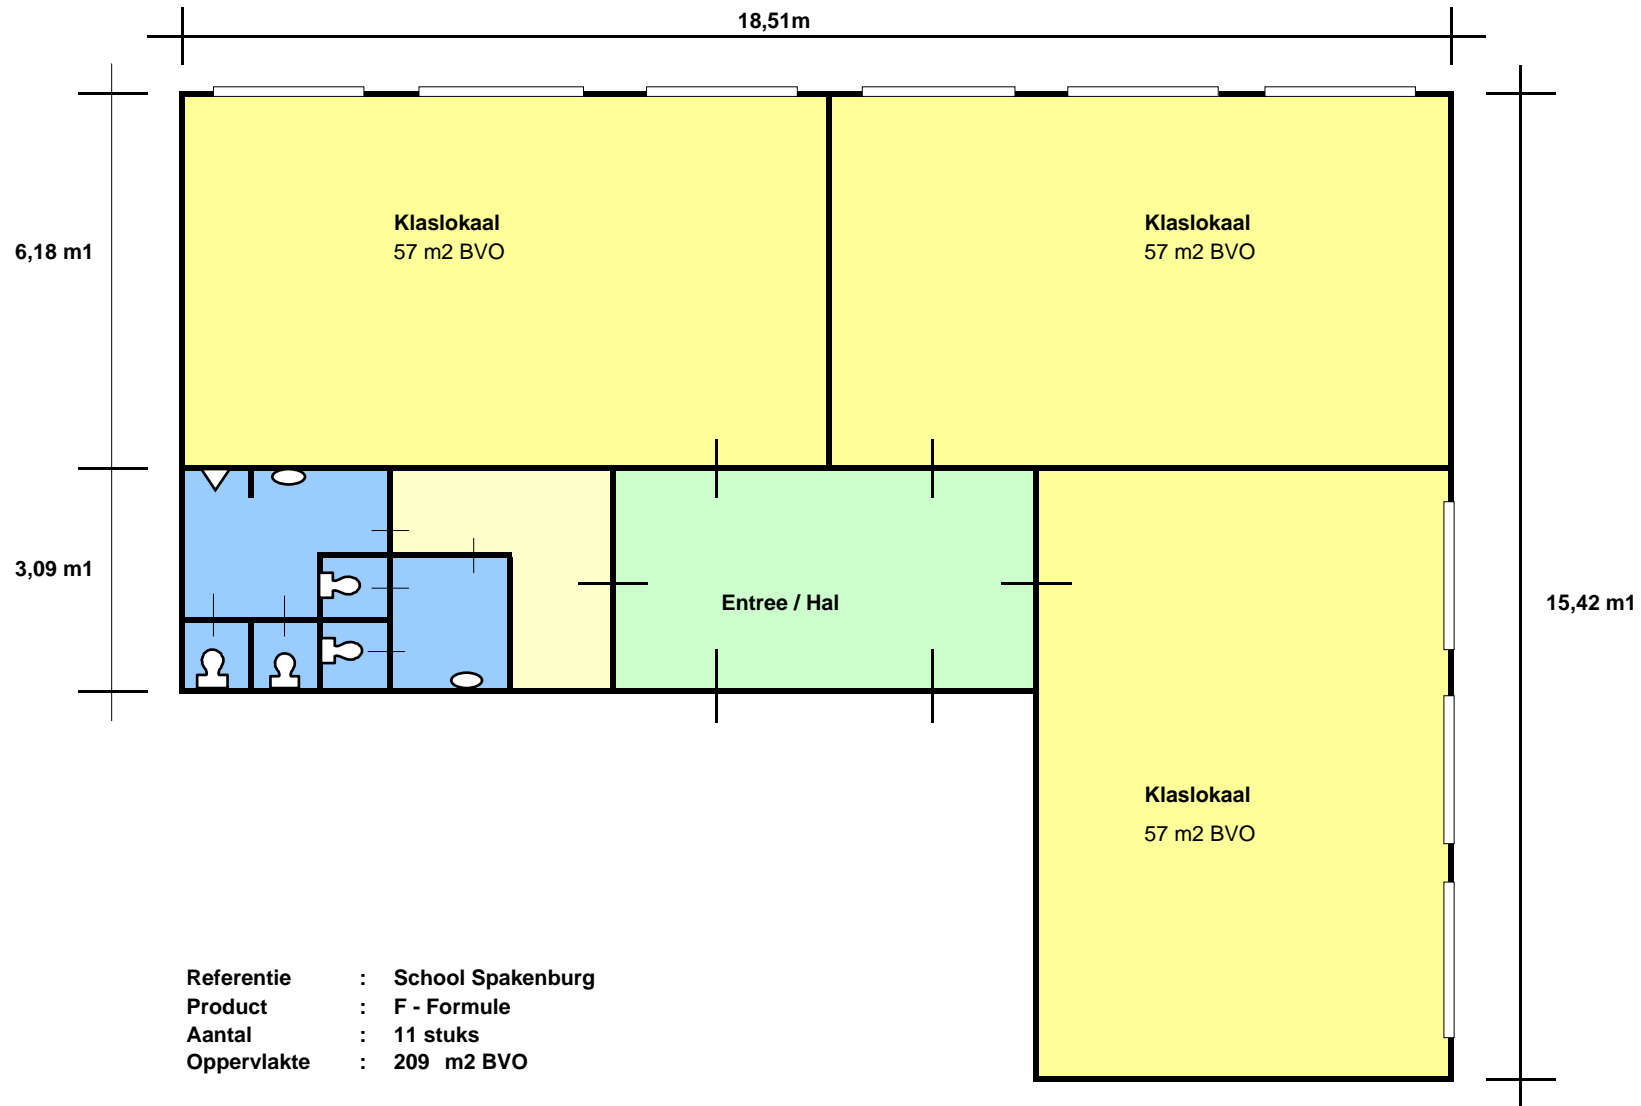 18,51m
Klaslokaal
57 m2 BVO
Klaslokaal
57 m2 BVO
6,18 m1
3,09 m1
Entree / Hal
15,42 m1
Klaslokaal
57 m2 BVO
Referentie : School Spakenburg
Product : F - Formule
Aantal : 11 stuks
Oppervlakte : 209 m2 BVO